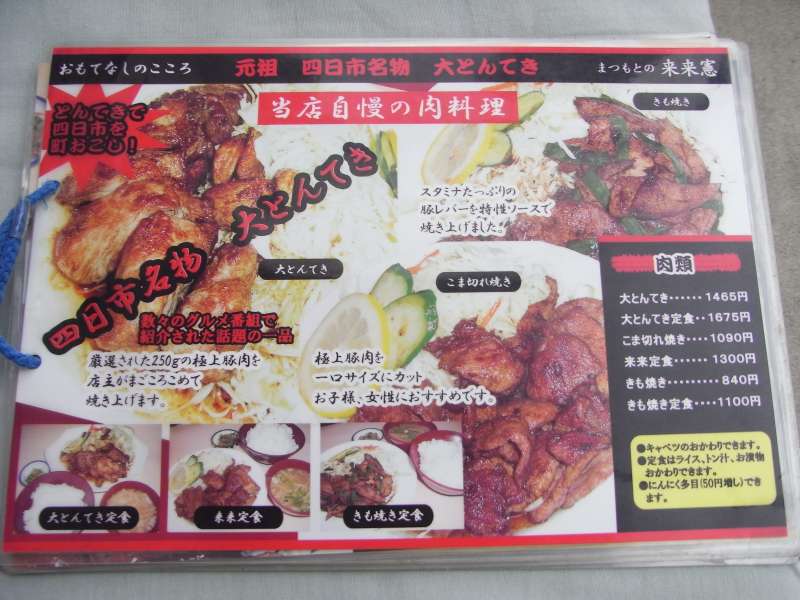 おもてなしのこころ 元祖 四日市名物 大とんてき まつもとの 来来憲
とんてきで
四日市を
町おこし!
当店自慢の肉料理
きも焼き
四日市名物 大とんてき
スタミナたっぷりの
豚レバーを特性ソースで
焼き上げました。
大とんてき
こま切れ焼き
数々のグルメ番組で
紹介された話題の一品
厳選された250gの極上豚肉を
店主がまごころこめて
焼き上げます。
極上豚肉を
一口サイズにカット
お子様、女性におすすめです。
肉類
大とんてき‥‥‥1465円
大とんてき定食‥‥1675円
こま切れ焼き‥‥1090円
来来定食‥‥‥1300円
きも焼き‥‥‥‥‥840円
きも焼き定食‥‥1100円
●キャベツのおかわりできます。
●定食はライス、トン汁、お漬物
おかわりできます。
●にんにく多目(50円増し)でき
ます。
大とんてき定食
来来定食
きも焼き定食